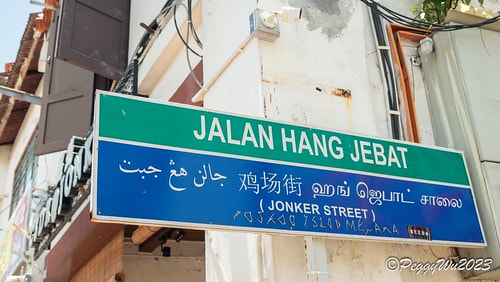 JALAN HANG JEBAT
جالن هڠ جبت 鸡场街 ஹங் ஜெபாட் சாலை
( JONKER STREET )
©PeggyWu2023